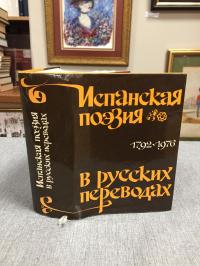 Испанская
поэзия
1792·1976
в русских
переводах
Испанская поэзия
в русских переводах